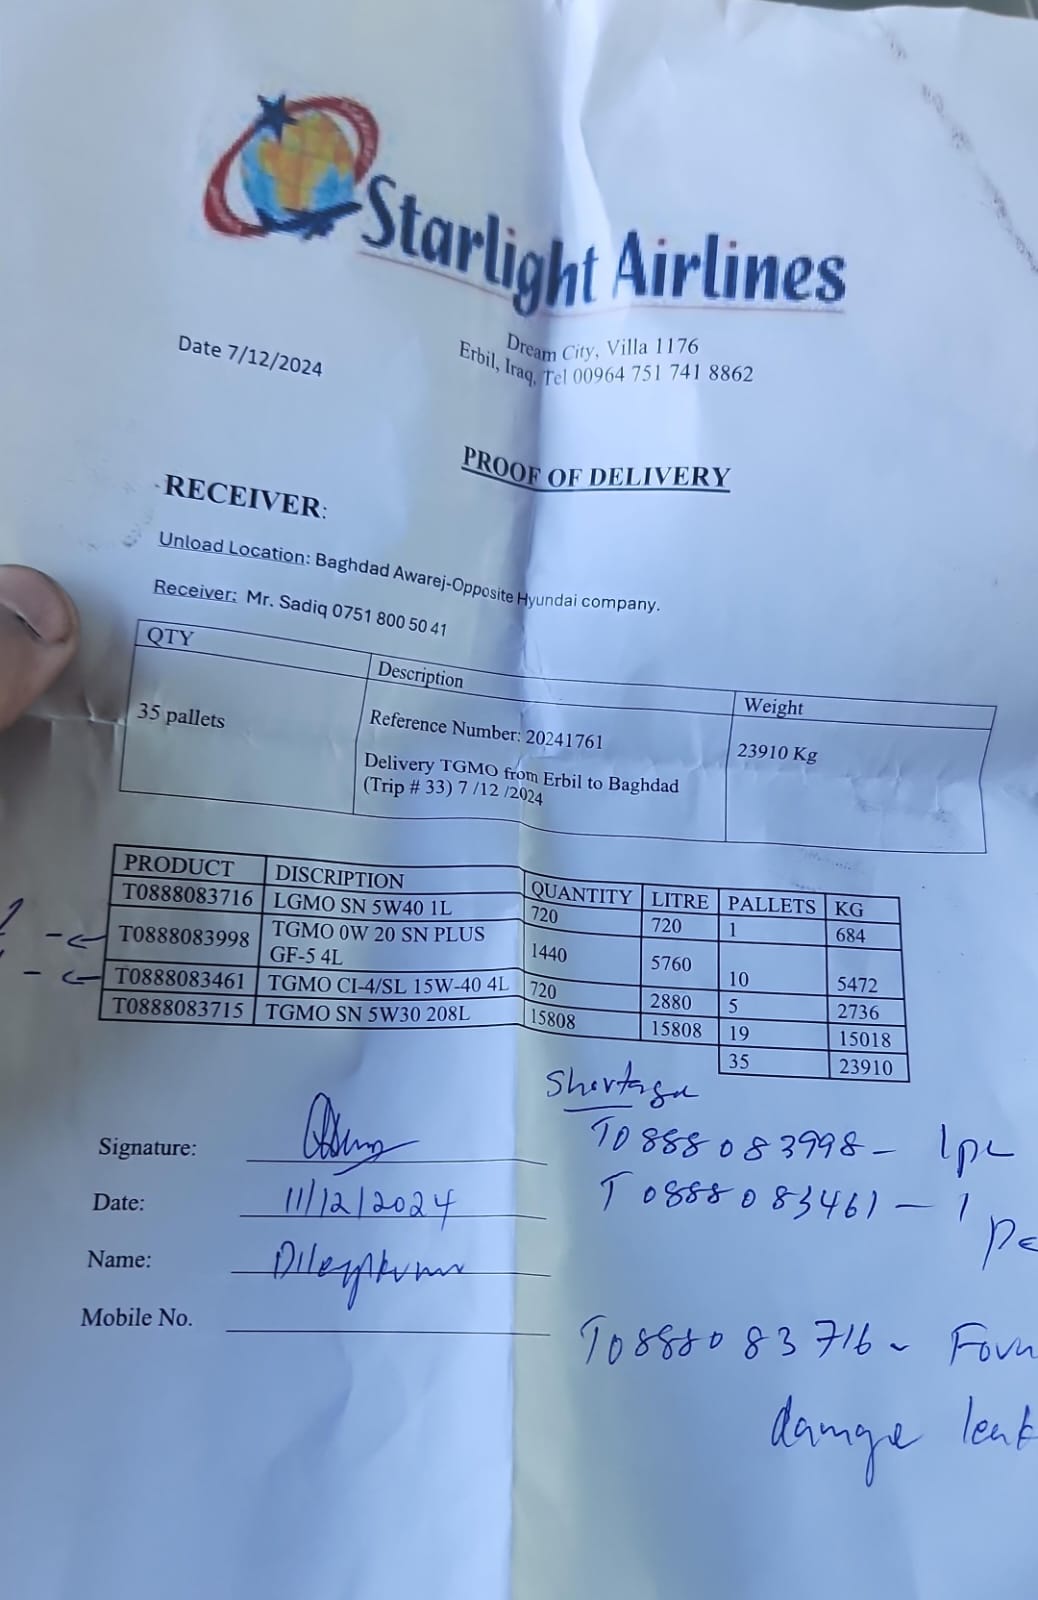 Starlight Airlines
Dream City, Villa 1176
Erbil, Iraq, Tel 00964 751 741 8862
Date 7/12/2024
PROOF OF DELIVERY
RECEIVER:
Unload Location: Baghdad Awarej-Opposite Hyundai company.
Receiver: Mr. Sadiq 0751 800 50 41
QTY Description Weight
35 pallets Reference Number: 20241761 23910 Kg
Delivery TGMO from Erbil to Baghdad
(Trip # 33) 7 /12 /2024
PRODUCT DISCRIPTION QUANTITY LITRE PALLETS KG
T0888083716 LGMO SN 5W40 1L 720 720 1 684
T0888083998 TGMO 0W 20 SN PLUS GF-5 4L 1440 5760 10 5472
T0888083461 TGMO CI-4/SL 15W-40 4L 720 2880 5 2736
T0888083715 TGMO SN 5W30 208L 15808 15808 19 15018
35 23910
Shortage
T0888083998 - 1pc
T0888083461 - 1 pc
Signature:
Date: 11/12/2024
Name:
Mobile No.
T0888083716 - Foun
damage leak